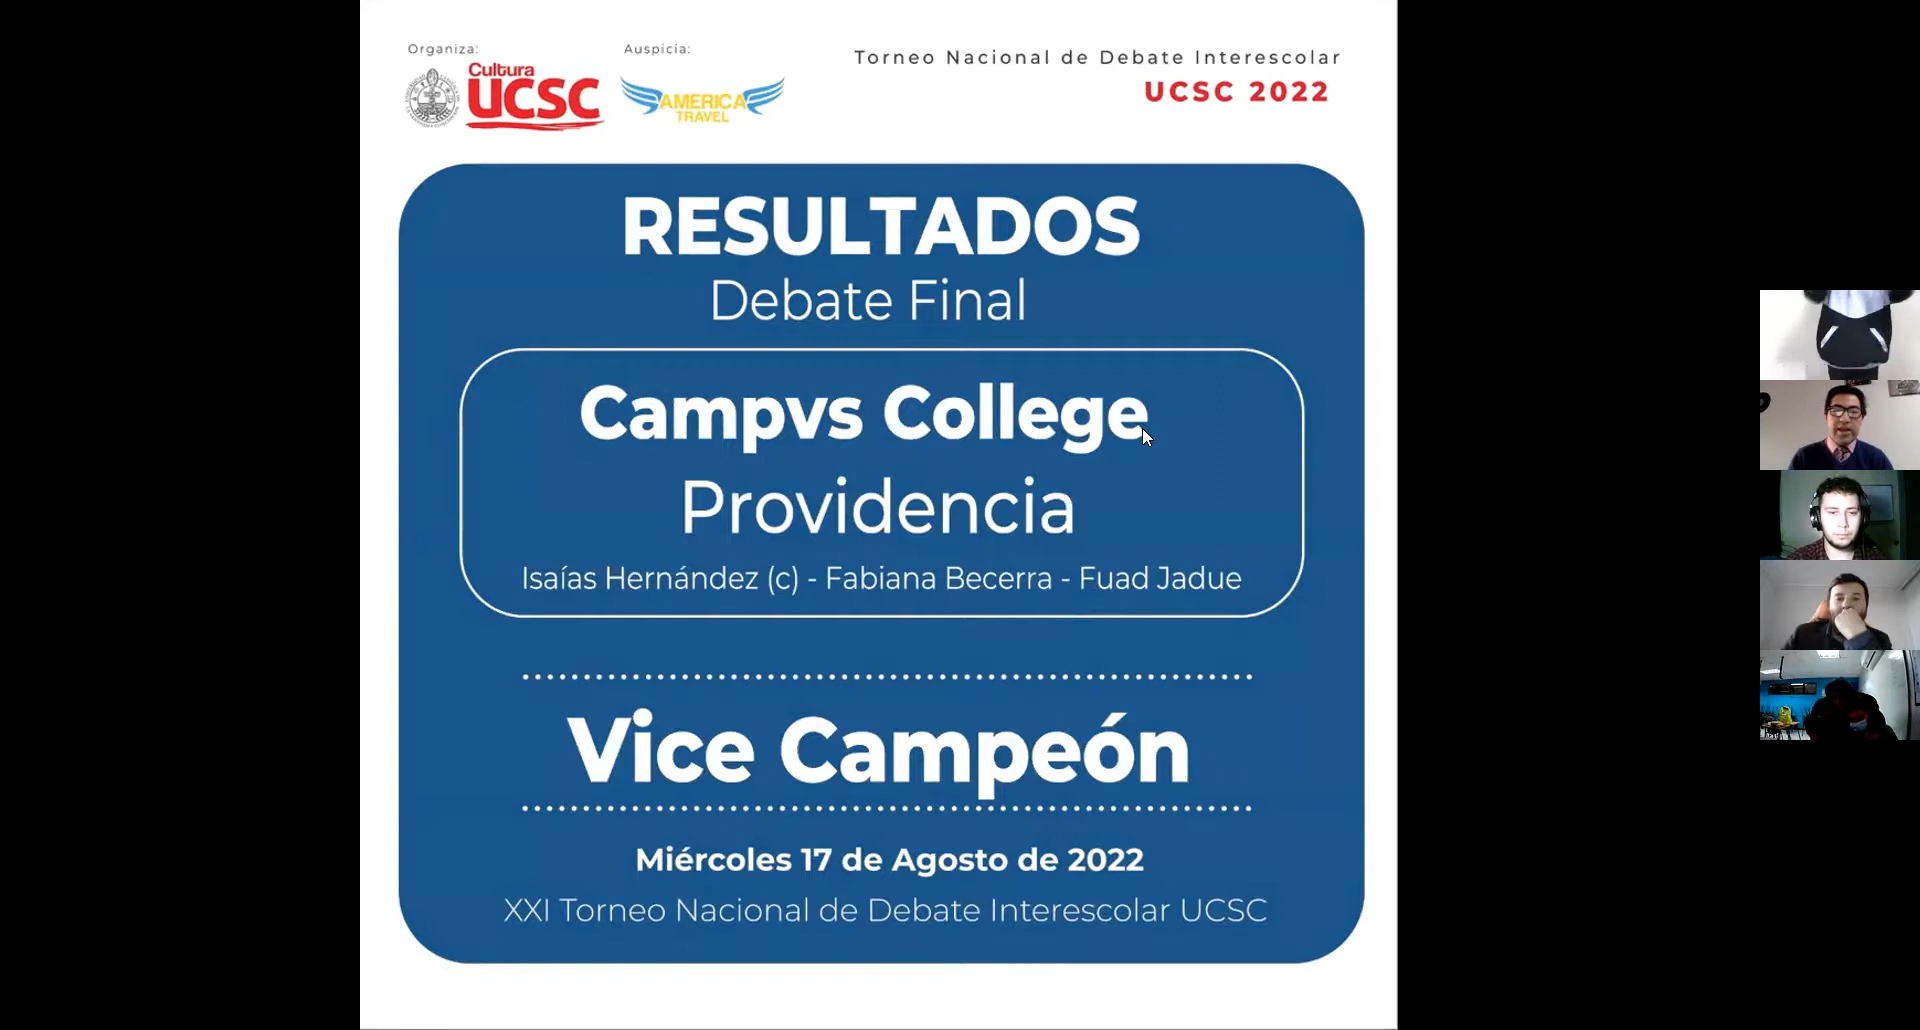 Organiza:
Auspicia:
Cultura
UCSC
AMERICA
TRAVEL
Torneo Nacional de Debate Interescolar
UCSC 2022
RESULTADOS
Debate Final
Campvs College
Providencia
Isaías Hernández (c) - Fabiana Becerra - Fuad Jadue
Vice Campeón
Miércoles 17 de Agosto de 2022
XXI Torneo Nacional de Debate Interescolar UCSC